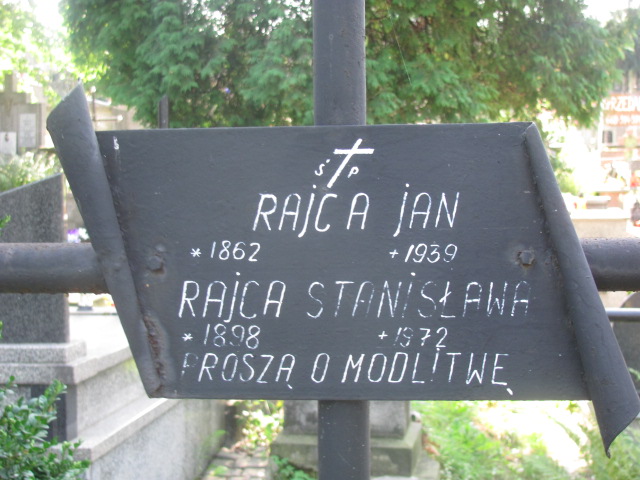 Ś P
RAJCA JAN
* 1862 + 1939
RAJCA STANISŁAWA
* 1898 + 1972
PROSZĄ O MODLITWĘ